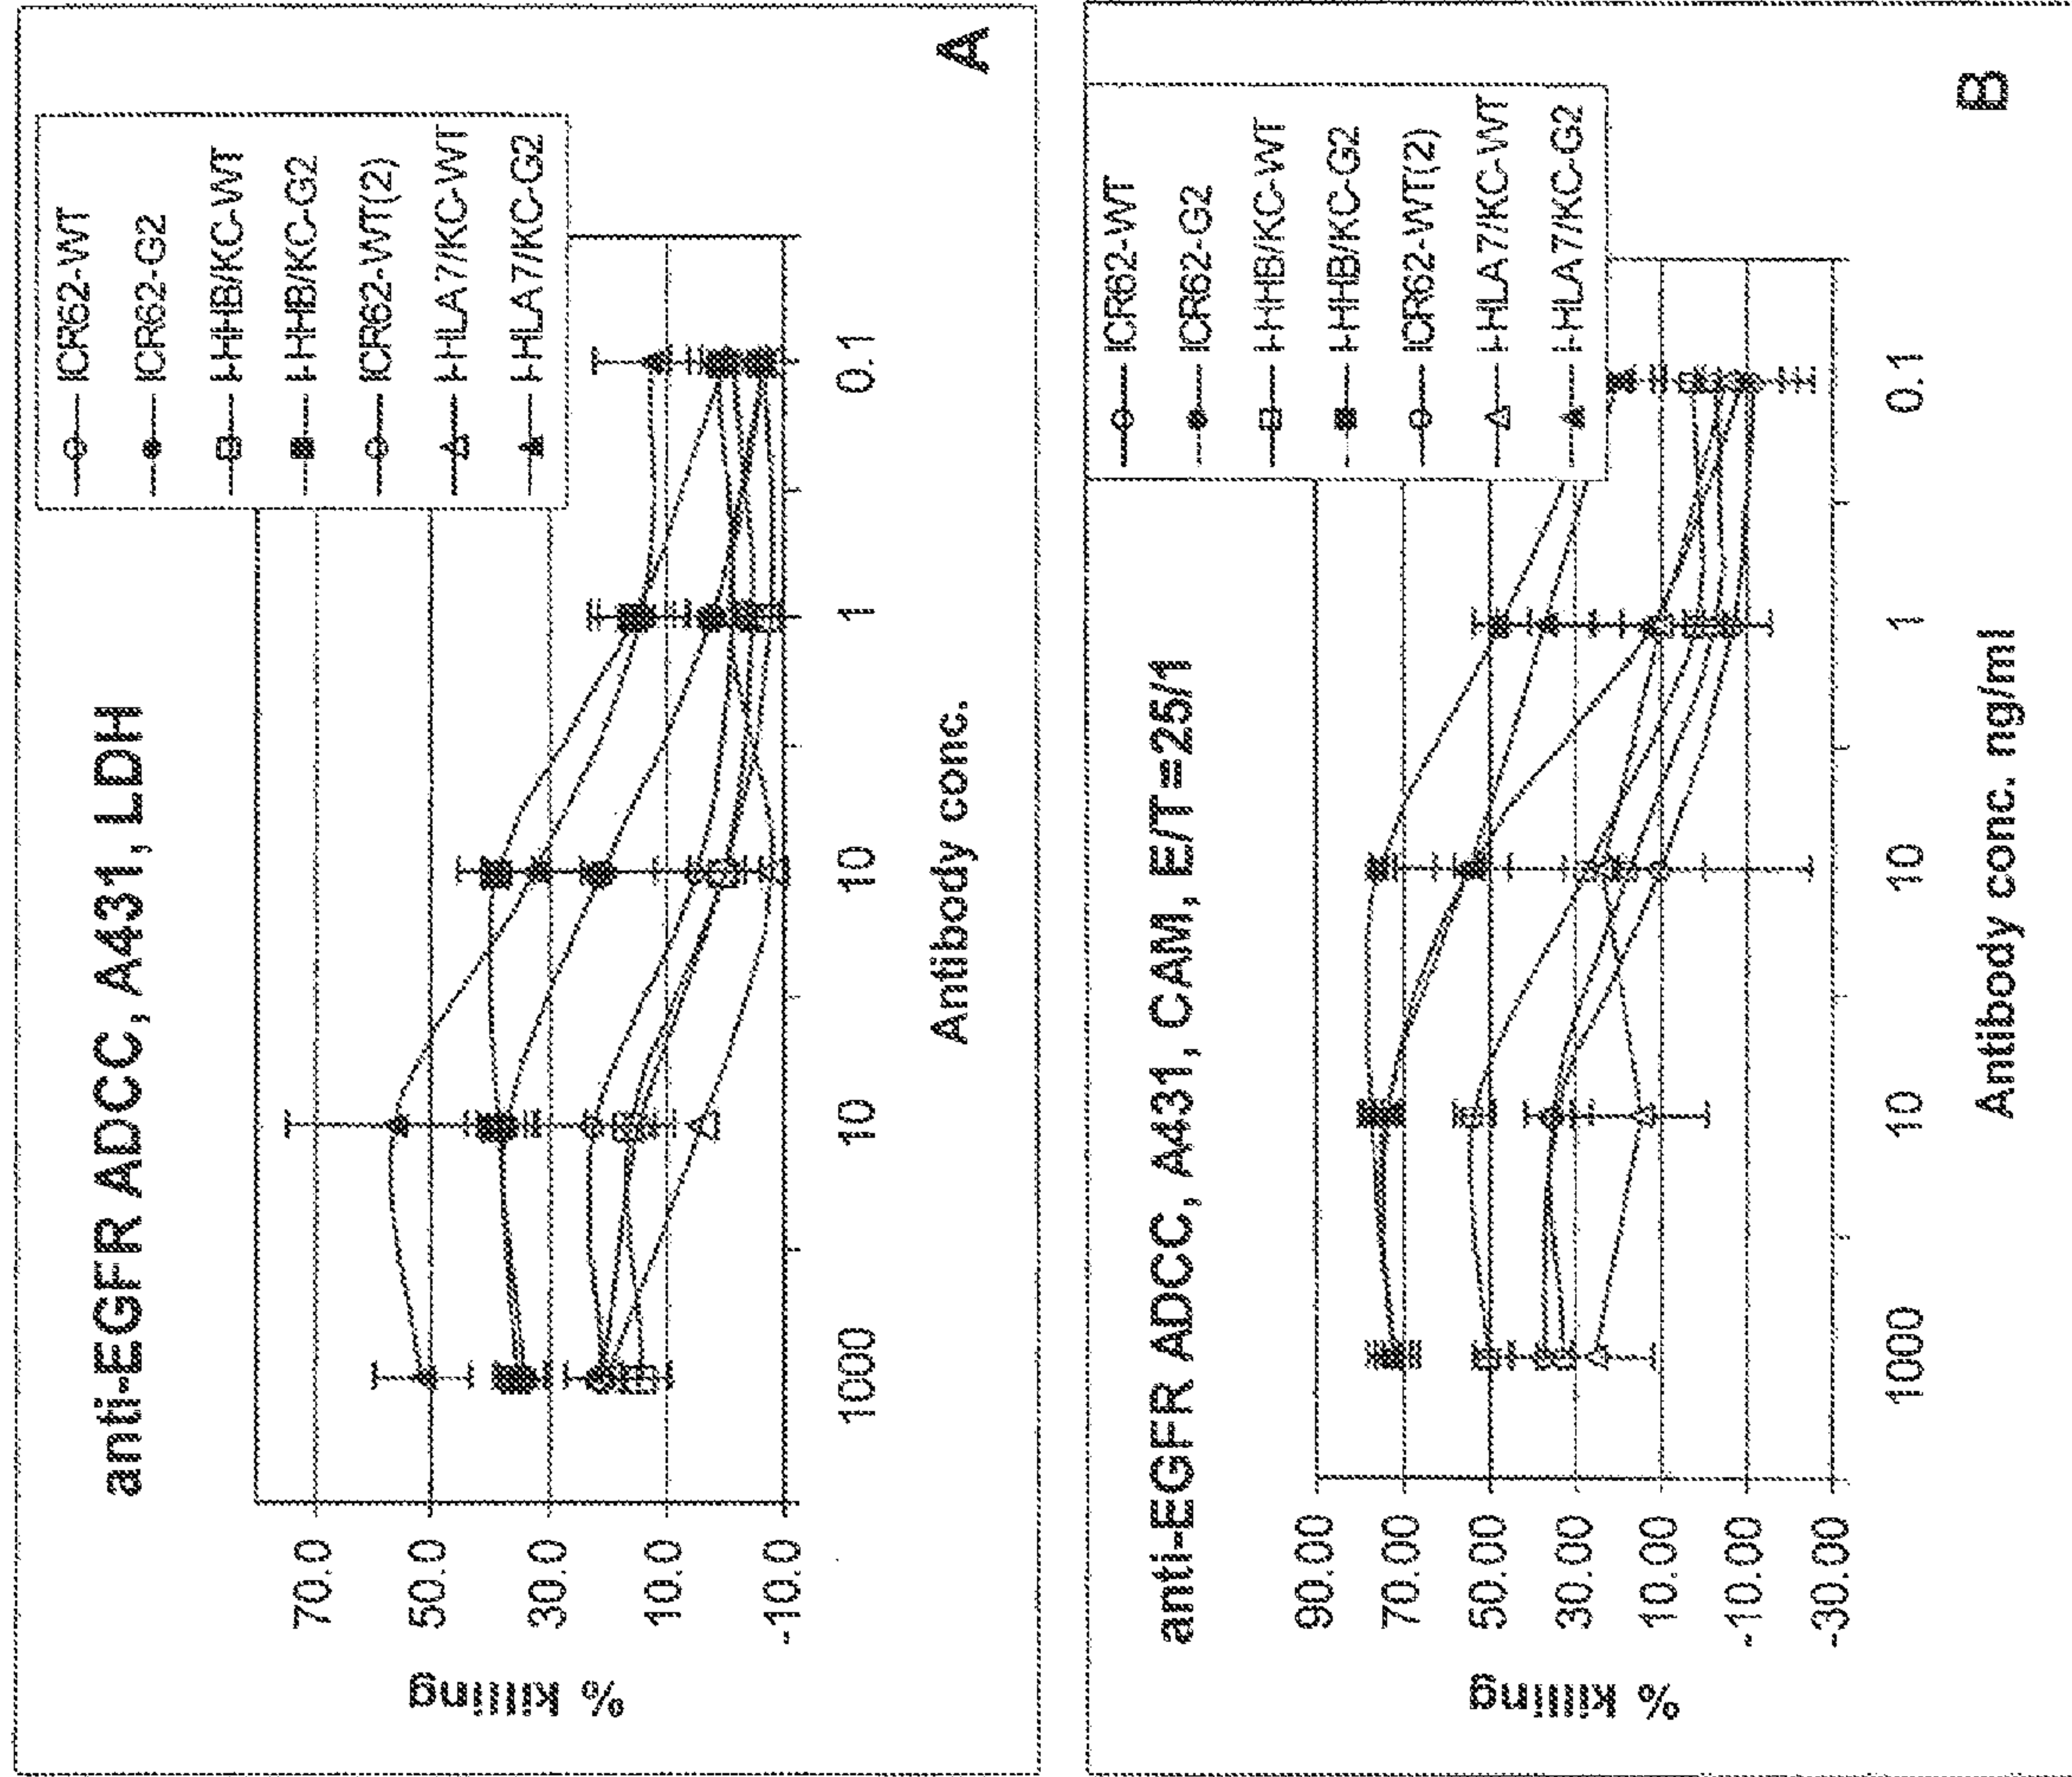 anti-EGFR ADCC, A431, LDH
ICR62-WT
ICR62-G2
I-HHB/KC-WT
I-HHB/KC-G2
ICR62-WT(2)
I-HLA7/KC-WT
I-HLA7/KC-G2
70.0
50.0
30.0
10.0
-10.0
% killing
1000
10
10
1
0.1
Antibody conc.
A
anti-EGFR ADCC, A431, CAM, E/T=25/1
ICR62-WT
ICR62-G2
I-HHB/KC-WT
I-HHB/KC-G2
ICR62-WT(2)
I-HLA7/KC-WT
I-HLA7/KC-G2
90.00
70.00
50.00
30.00
10.00
-10.00
-30.00
% killing
1000
10
10
1
0.1
Antibody conc. ng/ml
B